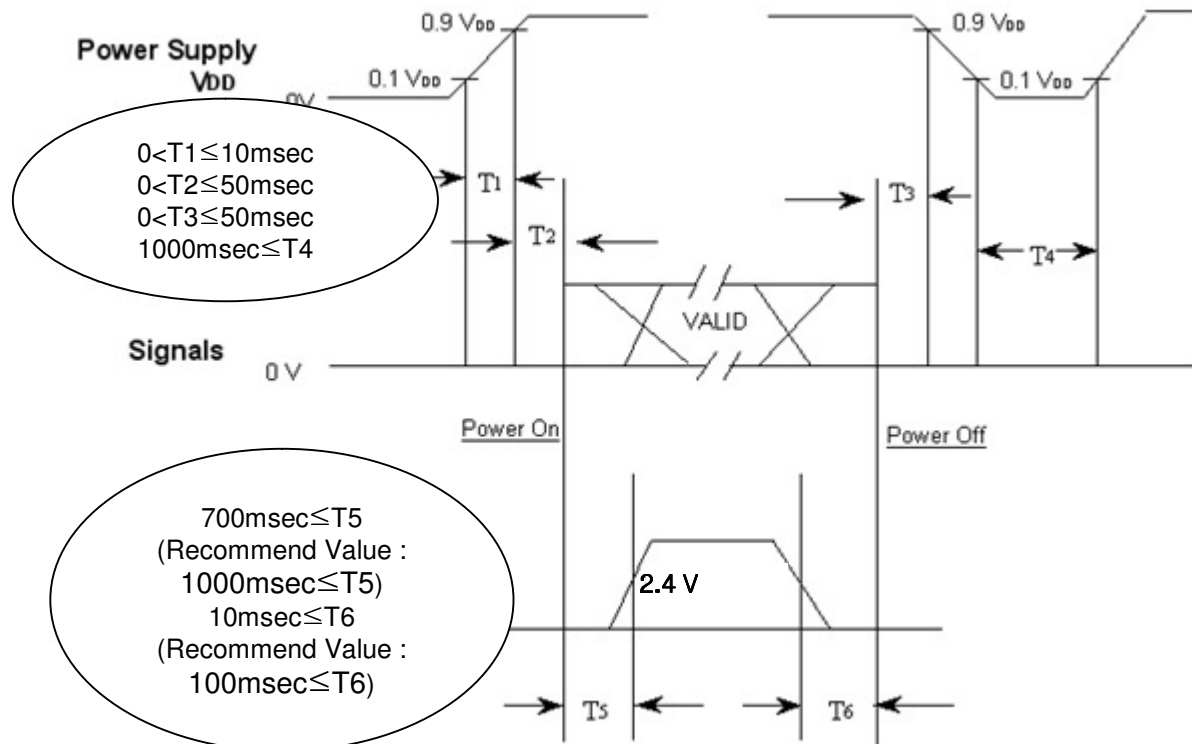 0.9 VDD
0.9 VDD
Power Supply
VDD
0.1 VDD
0.1 VDD
0V
0<T1≦10msec
0<T2≦50msec
0<T3≦50msec
1000msec≦T4
T1
T2
T3
T4
VALID
Signals
0 V
Power On
Power Off
700msec≦T5
(Recommend Value :
1000msec≦T5)
10msec≦T6
(Recommend Value :
100msec≦T6)
2.4 V
T5
T6